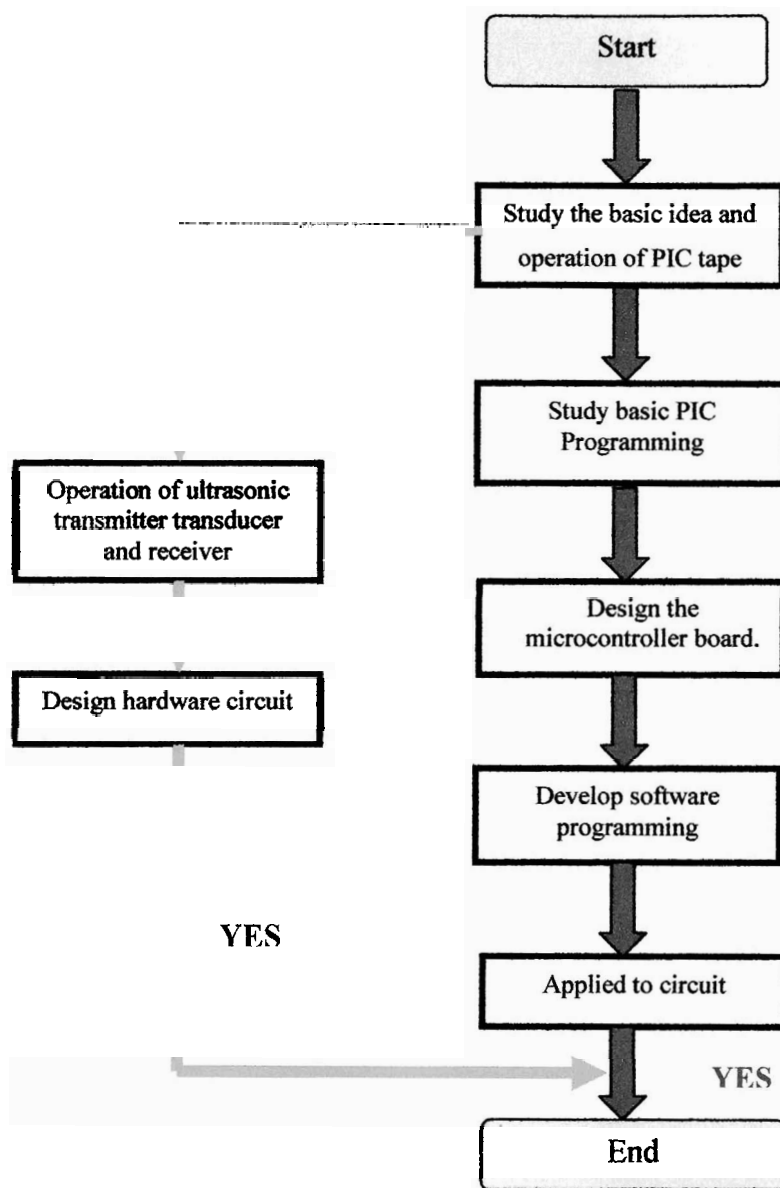 Start
Study the basic idea and
operation of PIC tape
Study basic PIC
Programming
Operation of ultrasonic
transmitter transducer
and receiver
Design the
microcontroller board.
Design hardware circuit
Develop software
programming
YES
Applied to circuit
YES
End